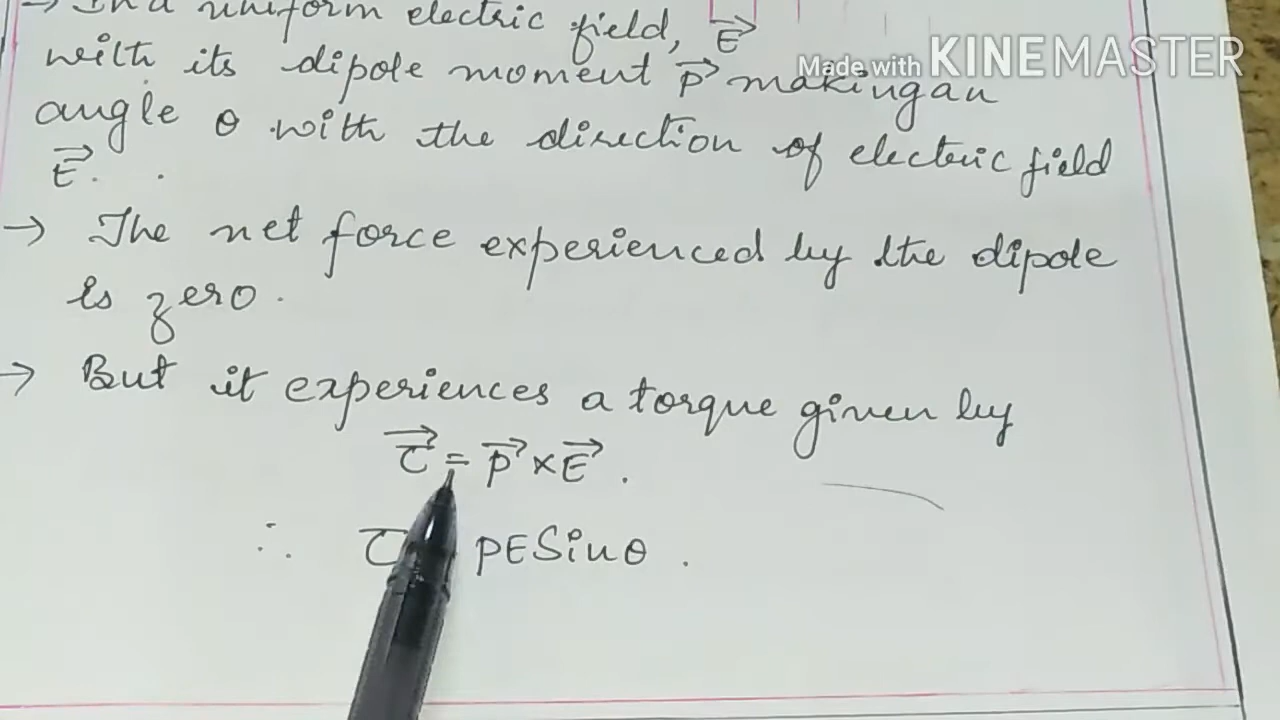 → In a uniform electric field, E⃗
Made with KINEMASTER
with its dipole moment P⃗ making an
angle θ with the direction of electric field
E⃗.
→ The net force experienced by the dipole
is zero.
→ But it experiences a torque given by
τ⃗ = P⃗ × E⃗.
∴ τ PESinθ.